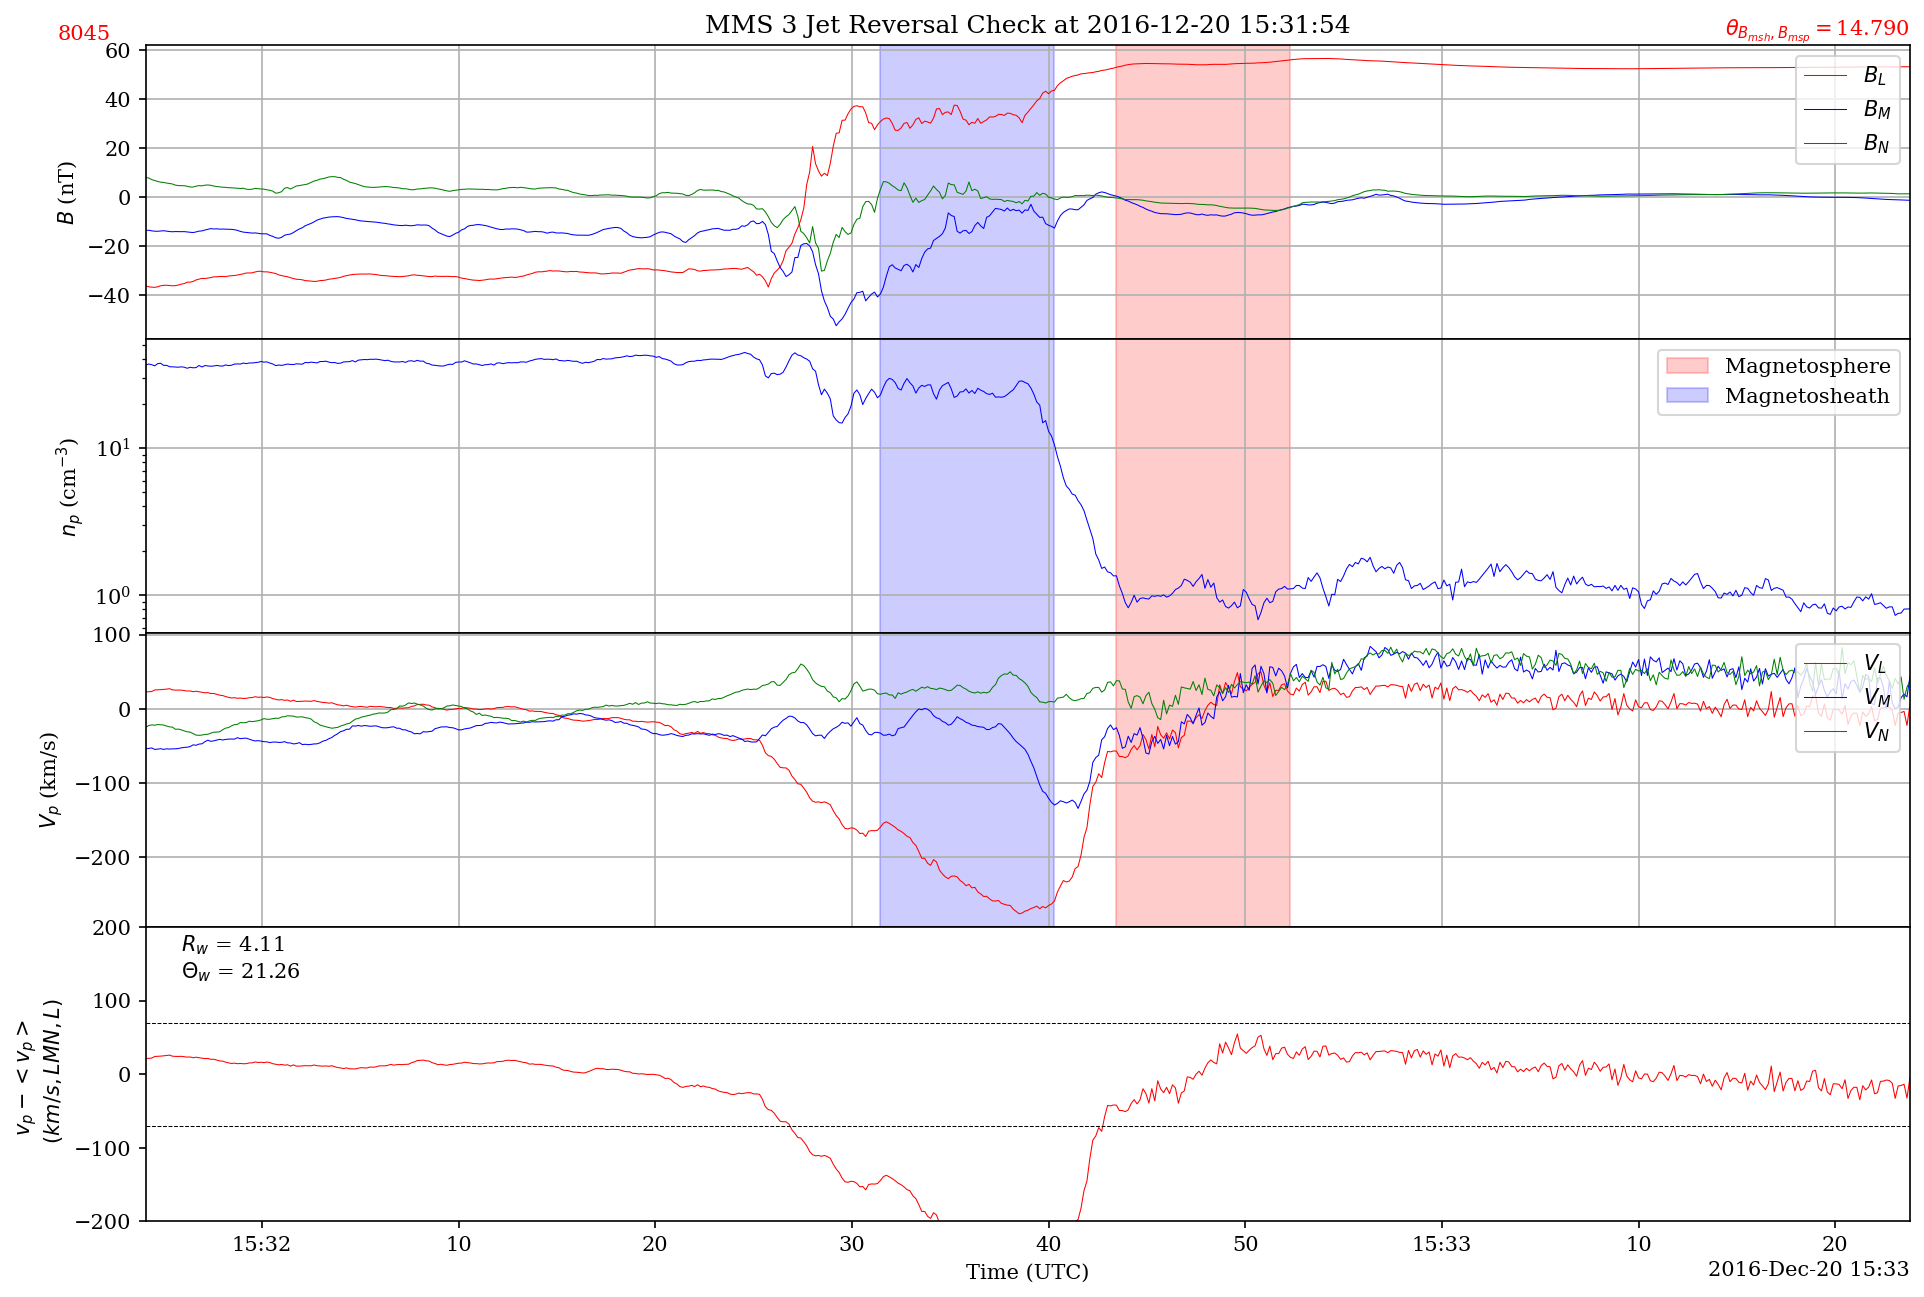 MMS 3 Jet Reversal Check at 2016-12-20 15:31:54
8045
θ_{B_{msh}, B_{msp}} = 14.790
60
40
20
0
−20
−40
B (nT)
B_L
B_M
B_N
10^1
10^0
n_p (cm^{−3})
Magnetosphere
Magnetosheath
100
0
−100
−200
V_p (km/s)
V_L
V_M
V_N
200
100
0
−100
−200
v_p − <v_p>
(km/s, LMN, L)
R_w = 4.11
Θ_w = 21.26
15:32 10 20 30 40 50 15:33 10 20
Time (UTC)
2016-Dec-20 15:33